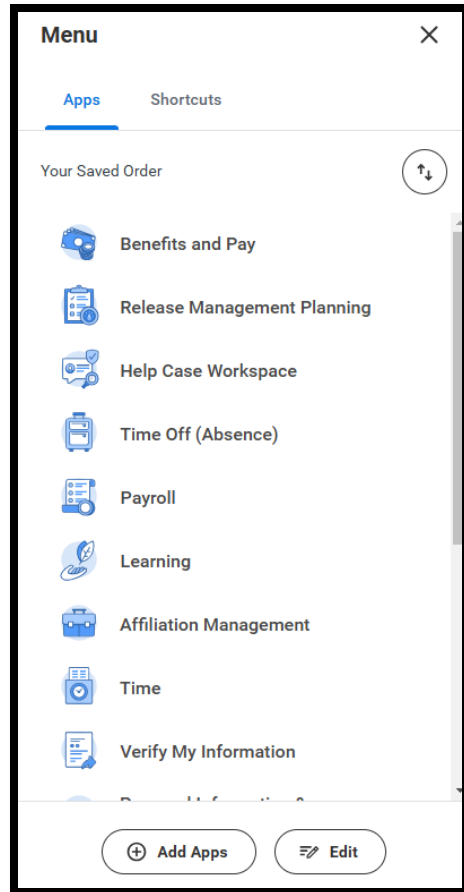 Menu
Apps
Shortcuts
Your Saved Order
Benefits and Pay
Release Management Planning
Help Case Workspace
Time Off (Absence)
Payroll
Learning
Affiliation Management
Time
Verify My Information
Add Apps
Edit